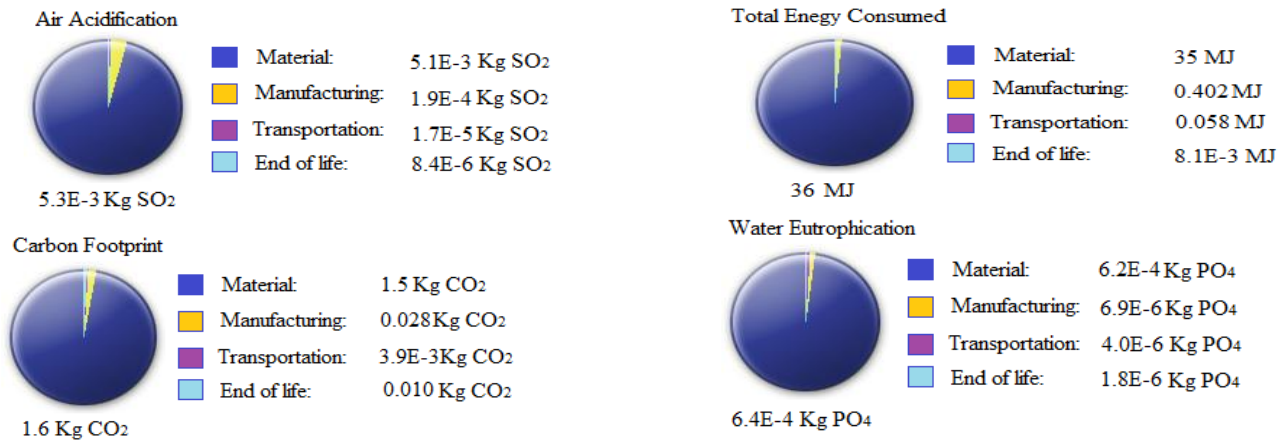 Air Acidification
Material: 5.1E-3 Kg SO2
Manufacturing: 1.9E-4 Kg SO2
Transportation: 1.7E-5 Kg SO2
End of life: 8.4E-6 Kg SO2
5.3E-3 Kg SO2
Total Enegy Consumed
Material: 35 MJ
Manufacturing: 0.402 MJ
Transportation: 0.058 MJ
End of life: 8.1E-3 MJ
36 MJ
Carbon Footprint
Material: 1.5 Kg CO2
Manufacturing: 0.028Kg CO2
Transportation: 3.9E-3Kg CO2
End of life: 0.010 Kg CO2
1.6 Kg CO2
Water Eutrophication
Material: 6.2E-4 Kg PO4
Manufacturing: 6.9E-6 Kg PO4
Transportation: 4.0E-6 Kg PO4
End of life: 1.8E-6 Kg PO4
6.4E-4 Kg PO4